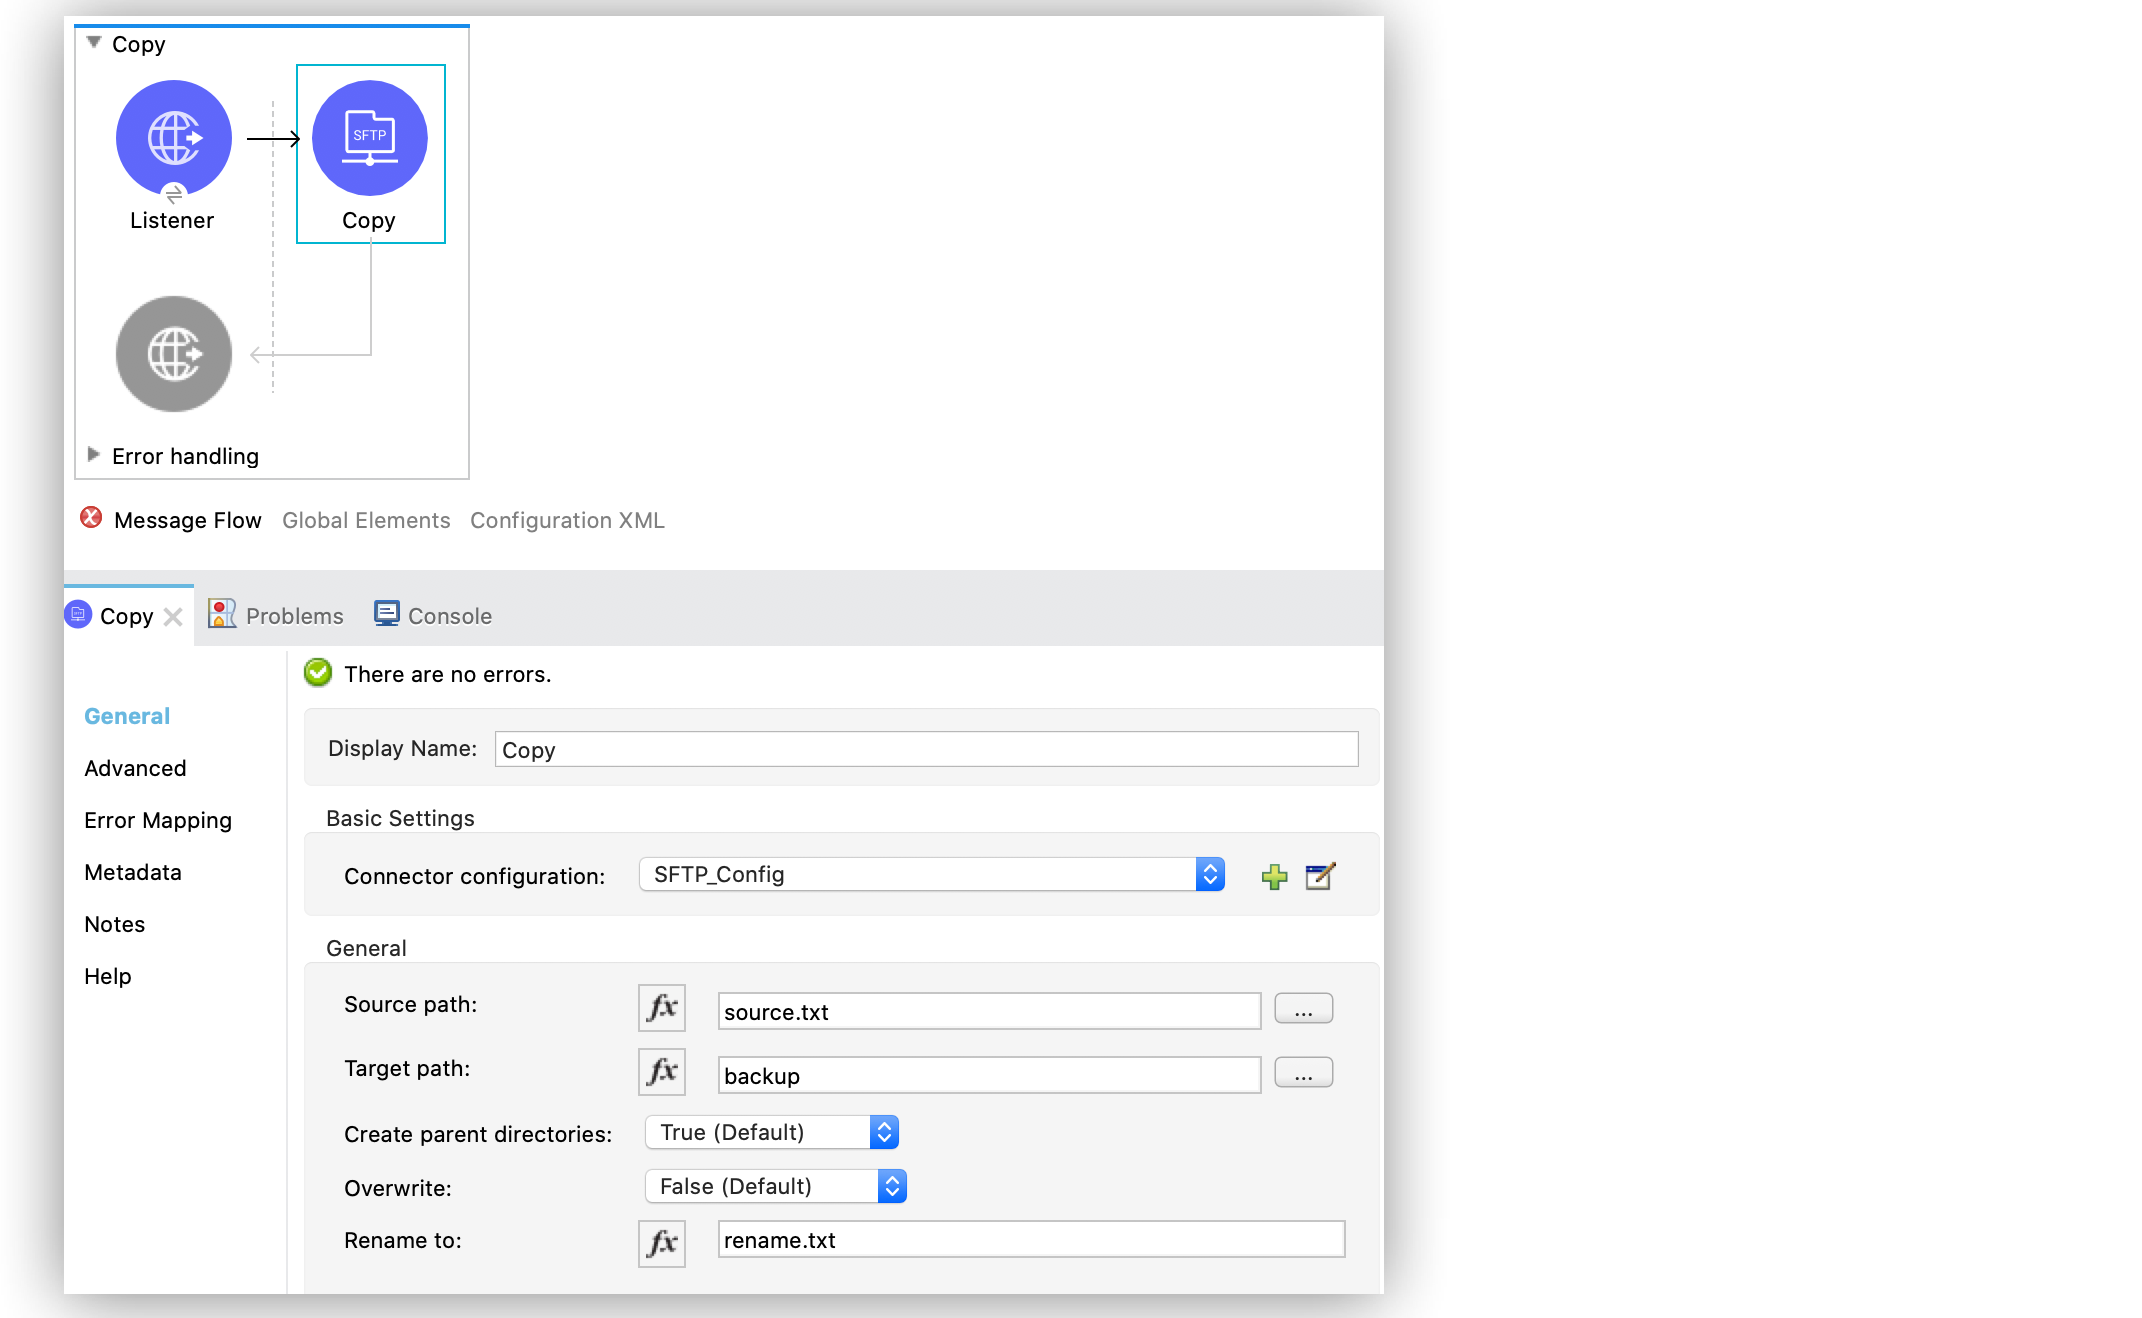 Copy
SFTP
Listener
Copy
Error handling
Message Flow Global Elements Configuration XML
Copy Problems Console
There are no errors.
General
Advanced
Error Mapping
Metadata
Notes
Help
Display Name: Copy
Basic Settings
Connector configuration: SFTP_Config
General
Source path: fx source.txt ...
Target path: fx backup ...
Create parent directories: True (Default)
Overwrite: False (Default)
Rename to: fx rename.txt